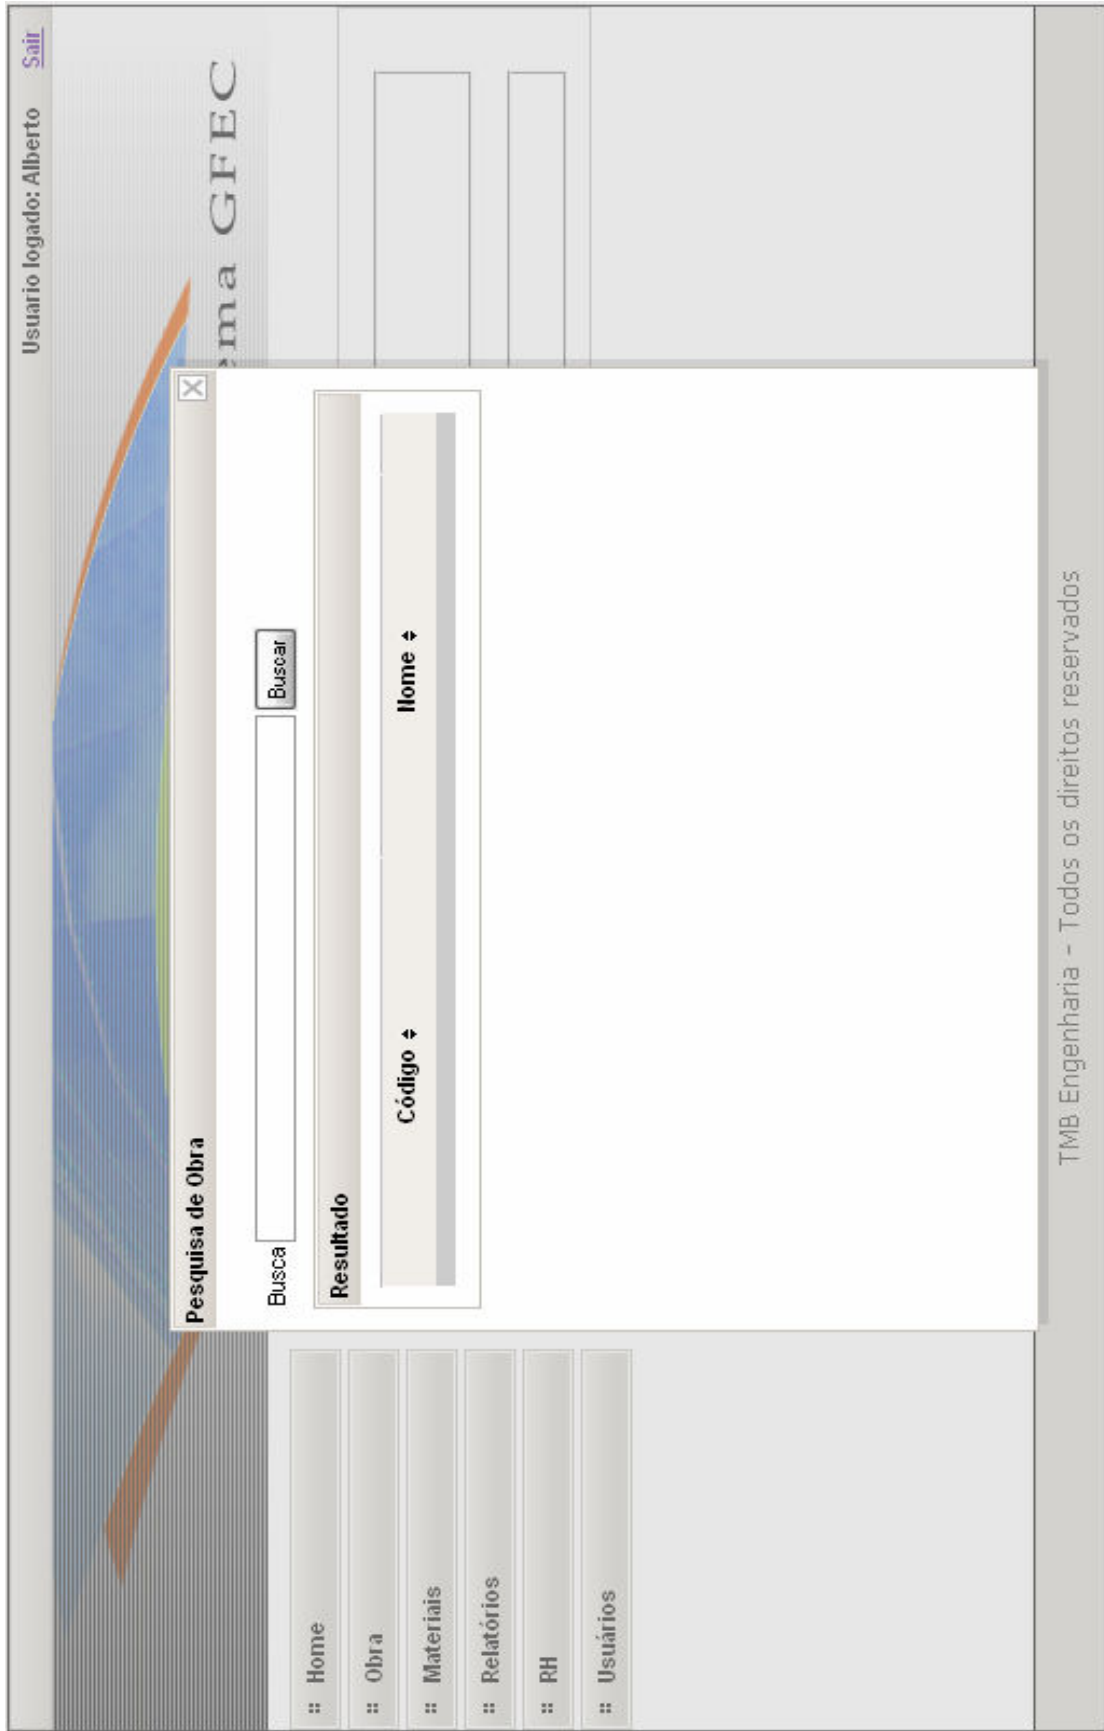 Usuario logado: Alberto Sair
ema GFEC
Pesquisa de Obra
Busca Buscar
Resultado
Código Nome
Home
Obra
Materiais
Relatórios
RH
Usuários
TMB Engenharia - Todos os direitos reservados